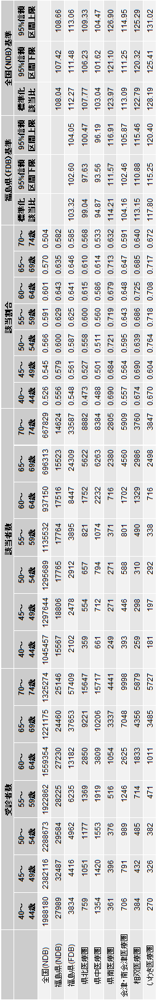 受診者数 該当者数 該当割合 福島県(FDB)基準 全国(NDB)基準
40～44歳 45～49歳 50～54歳 55～59歳 60～64歳 65～69歳 70～74歳 40～44歳 45～49歳 50～54歳 55～59歳 60～64歳 65～69歳 70～74歳 40～44歳 45～49歳 50～54歳 55～59歳 60～64歳 65～69歳 70～74歳 標準化該当比 95%信頼区間下限 95%信頼区間上限 標準化該当比 95%信頼区間下限 95%信頼区間上限
全国(NDB) 1988180 2382116 2288673 1922862 1559354 1221175 1325274 1045457 1297644 1295689 1135532 937150 696313 667829 0.526 0.545 0.566 0.591 0.601 0.570 0.504
福島県(NDB) 27989 32487 29584 28225 27230 24460 25146 15567 18806 17765 17764 17516 15523 14624 0.556 0.579 0.600 0.629 0.643 0.635 0.582 108.04 107.42 108.66
福島県(FDB) 3834 4416 4962 6235 13182 37653 57409 2102 2478 2912 3895 8447 24309 33587 0.548 0.561 0.587 0.625 0.641 0.646 0.585 103.32 102.60 104.05 112.27 111.48 113.06
県北医療圏 759 1051 1177 1369 2850 9221 15647 359 554 657 821 1752 5622 8882 0.473 0.527 0.558 0.600 0.615 0.610 0.568 99.04 97.63 100.47 107.77 106.23 109.33
県中医療圏 1354 1420 1553 1919 3809 10206 15717 661 712 794 1074 2232 6263 8384 0.488 0.501 0.511 0.560 0.586 0.614 0.533 94.87 93.56 96.19 103.04 101.62 104.47
県南医療圏 361 396 376 516 1054 3337 4441 249 271 271 371 716 2380 2805 0.690 0.684 0.721 0.719 0.679 0.713 0.632 114.21 111.57 116.91 123.97 121.10 126.90
会津・南会津医療圏 706 791 989 1246 2625 7048 9998 393 446 588 801 1702 4560 5909 0.557 0.564 0.595 0.643 0.648 0.647 0.591 104.16 102.46 105.87 113.09 111.25 114.95
相双医療圏 384 432 485 714 1833 4356 5879 259 298 310 490 1329 2986 3760 0.674 0.690 0.639 0.686 0.725 0.685 0.640 113.15 110.88 115.46 122.79 120.32 125.29
いわき医療圏 270 326 382 471 1011 3485 5727 181 197 292 338 716 2498 3847 0.670 0.604 0.764 0.718 0.708 0.717 0.672 117.80 115.25 120.40 128.19 125.41 131.02